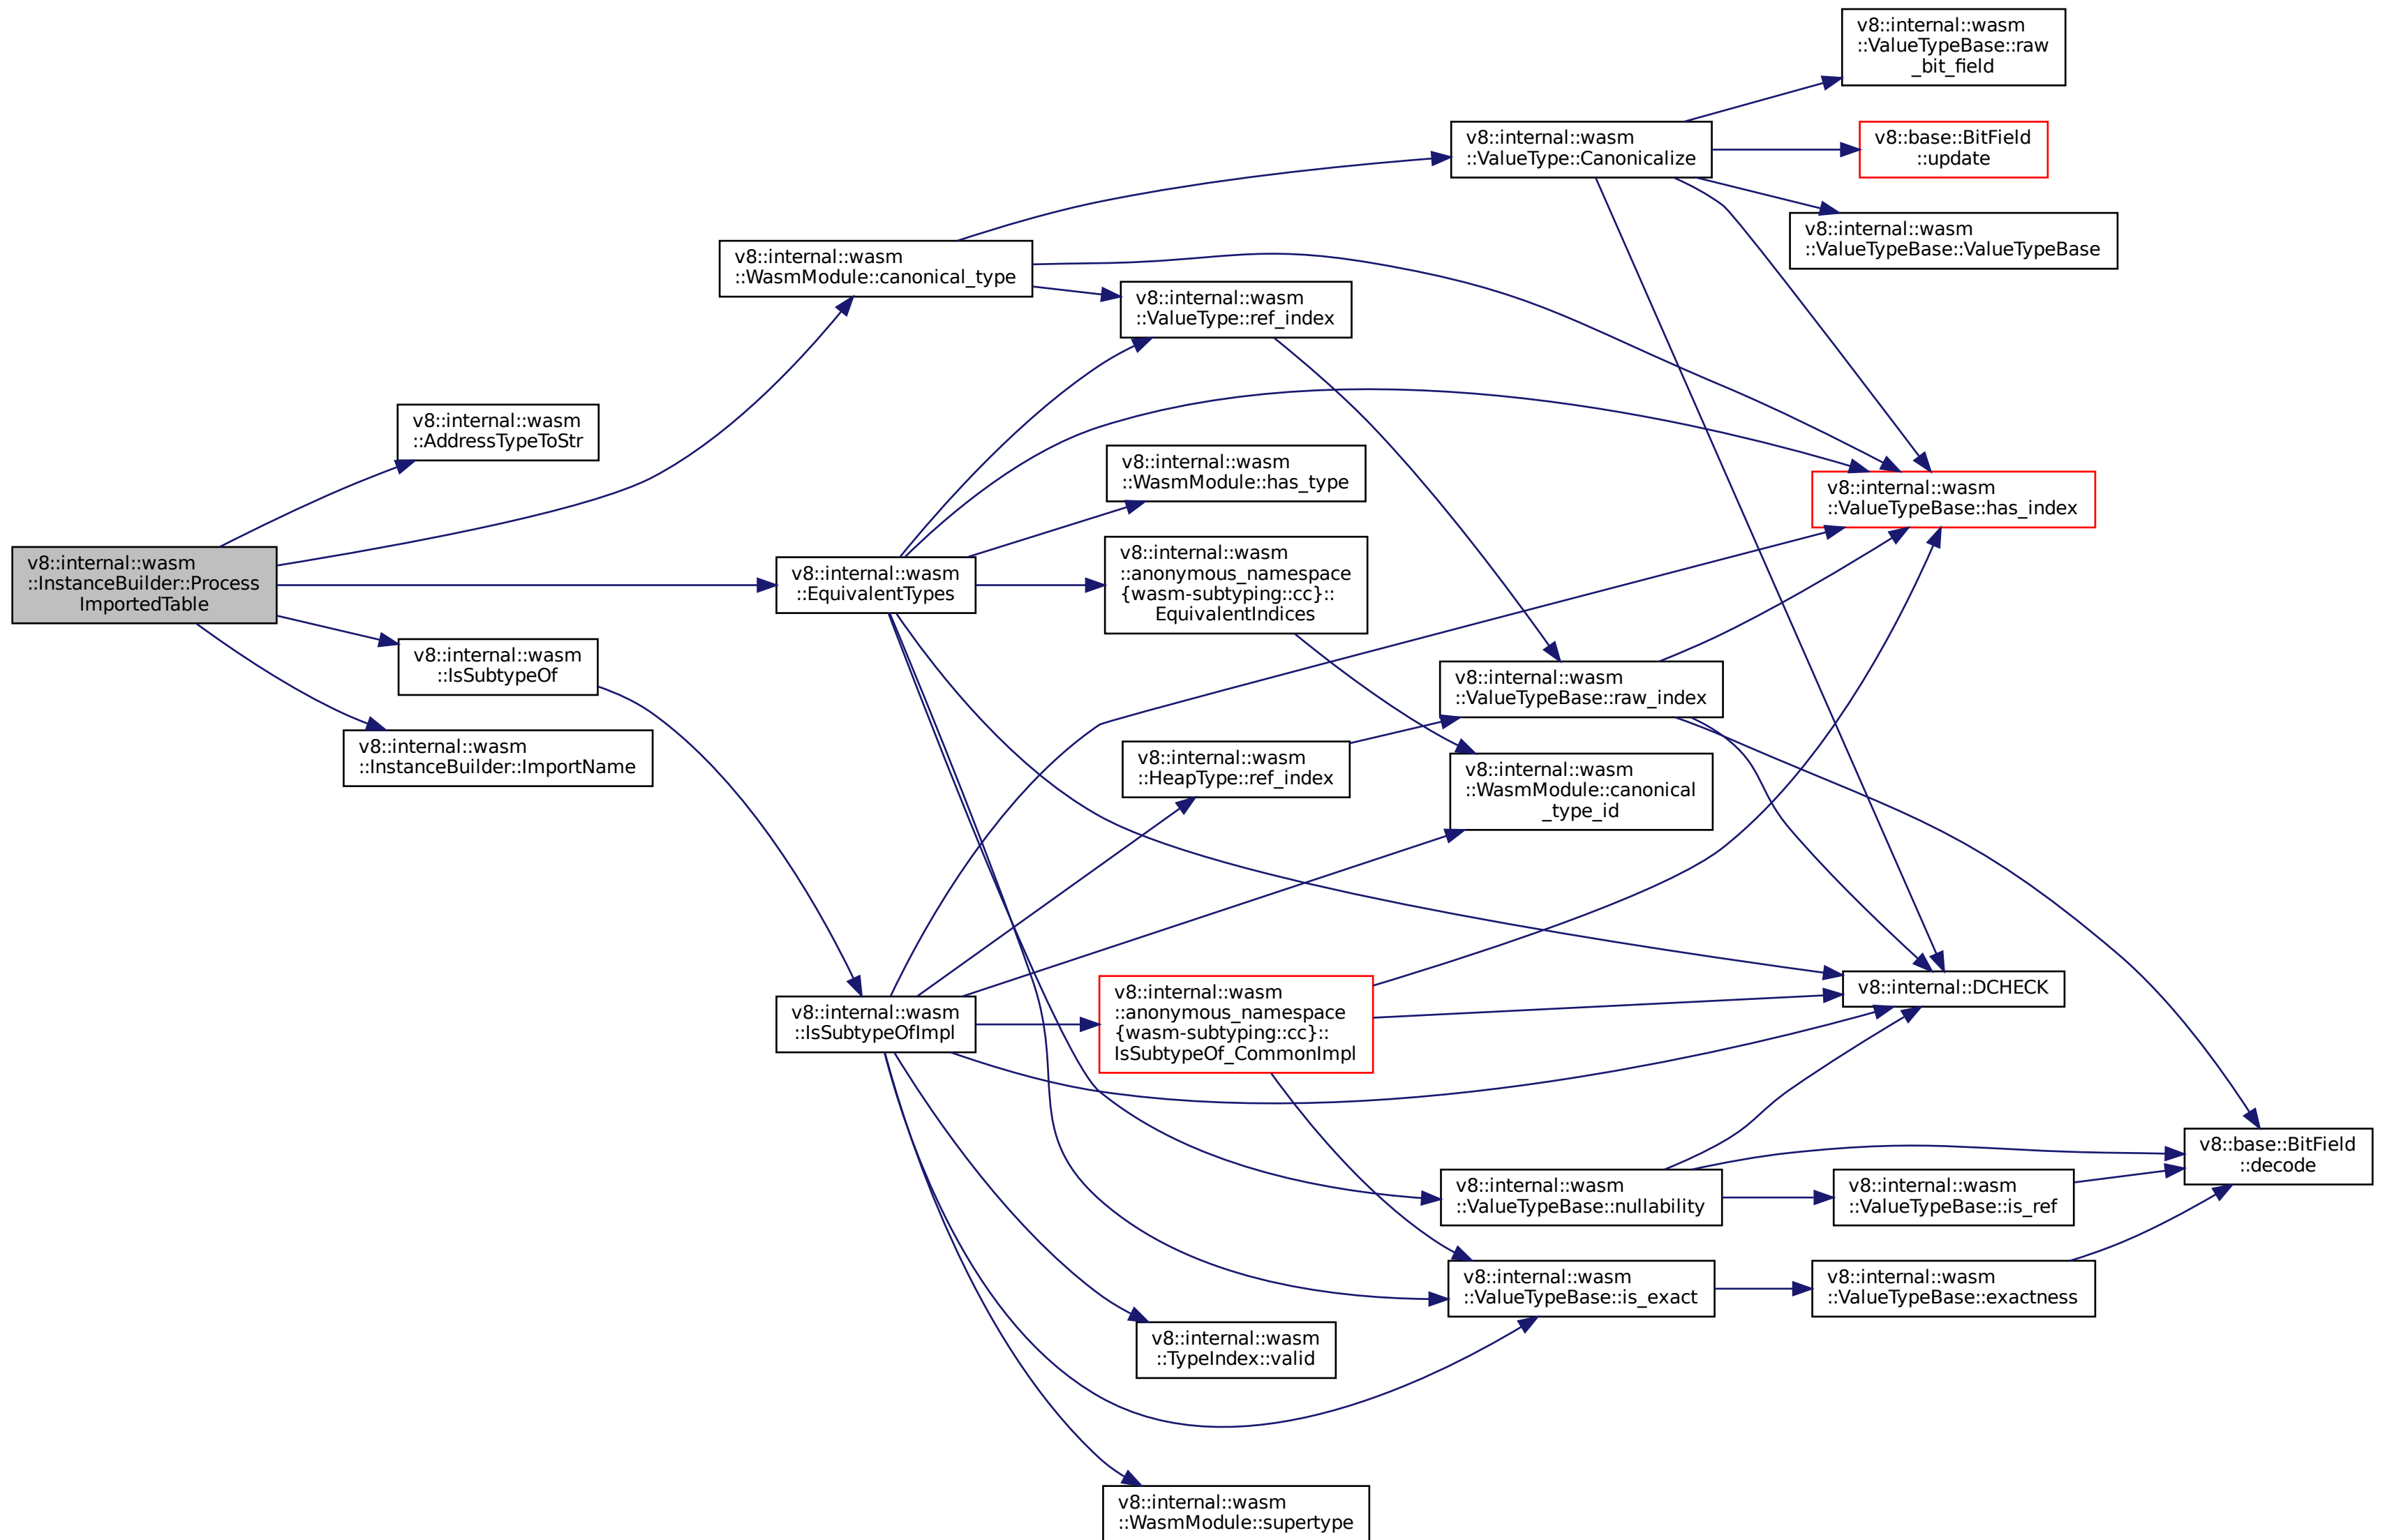 v8::internal::wasm
::ValueTypeBase::raw
_bit_field
v8::internal::wasm
::ValueType::Canonicalize
v8::base::BitField
::update
v8::internal::wasm
::ValueTypeBase::ValueTypeBase
v8::internal::wasm
::WasmModule::canonical_type
v8::internal::wasm
::ValueType::ref_index
v8::internal::wasm
::AddressTypeToStr
v8::internal::wasm
::WasmModule::has_type
v8::internal::wasm
::ValueTypeBase::has_index
v8::internal::wasm
::InstanceBuilder::Process
ImportedTable
v8::internal::wasm
::EquivalentTypes
v8::internal::wasm
::anonymous_namespace
{wasm-subtyping::cc}::
EquivalentIndices
v8::internal::wasm
::IsSubtypeOf
v8::internal::wasm
::ValueTypeBase::raw_index
v8::internal::wasm
::InstanceBuilder::ImportName
v8::internal::wasm
::HeapType::ref_index
v8::internal::wasm
::WasmModule::canonical
_type_id
v8::internal::DCHECK
v8::internal::wasm
::IsSubtypeOfImpl
v8::internal::wasm
::anonymous_namespace
{wasm-subtyping::cc}::
IsSubtypeOf_CommonImpl
v8::base::BitField
::decode
v8::internal::wasm
::ValueTypeBase::nullability
v8::internal::wasm
::ValueTypeBase::is_ref
v8::internal::wasm
::ValueTypeBase::is_exact
v8::internal::wasm
::ValueTypeBase::exactness
v8::internal::wasm
::TypeIndex::valid
v8::internal::wasm
::WasmModule::supertype